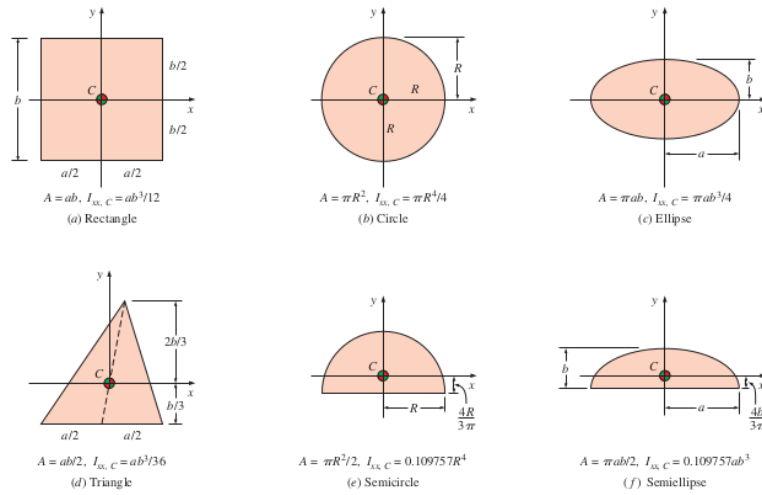 y
b/2
b
C
x
b/2
a/2 a/2
A = ab, I_xx, C = ab³/12
(a) Rectangle
y
R
C
R
x
R
A = πR², I_xx, C = πR⁴/4
(b) Circle
y
b
C
x
a
A = πab, I_xx, C = πab³/4
(c) Ellipse
y
2b/3
C
x
b/3
a/2 a/2
A = ab/2, I_xx, C = ab³/36
(d) Triangle
y
C
x
R
4R
3π
A = πR²/2, I_xx, C = 0.109757R⁴
(e) Semicircle
y
b
C
x
a
4b
3π
A = πab/2, I_xx, C = 0.109757ab³
(f) Semiellipse